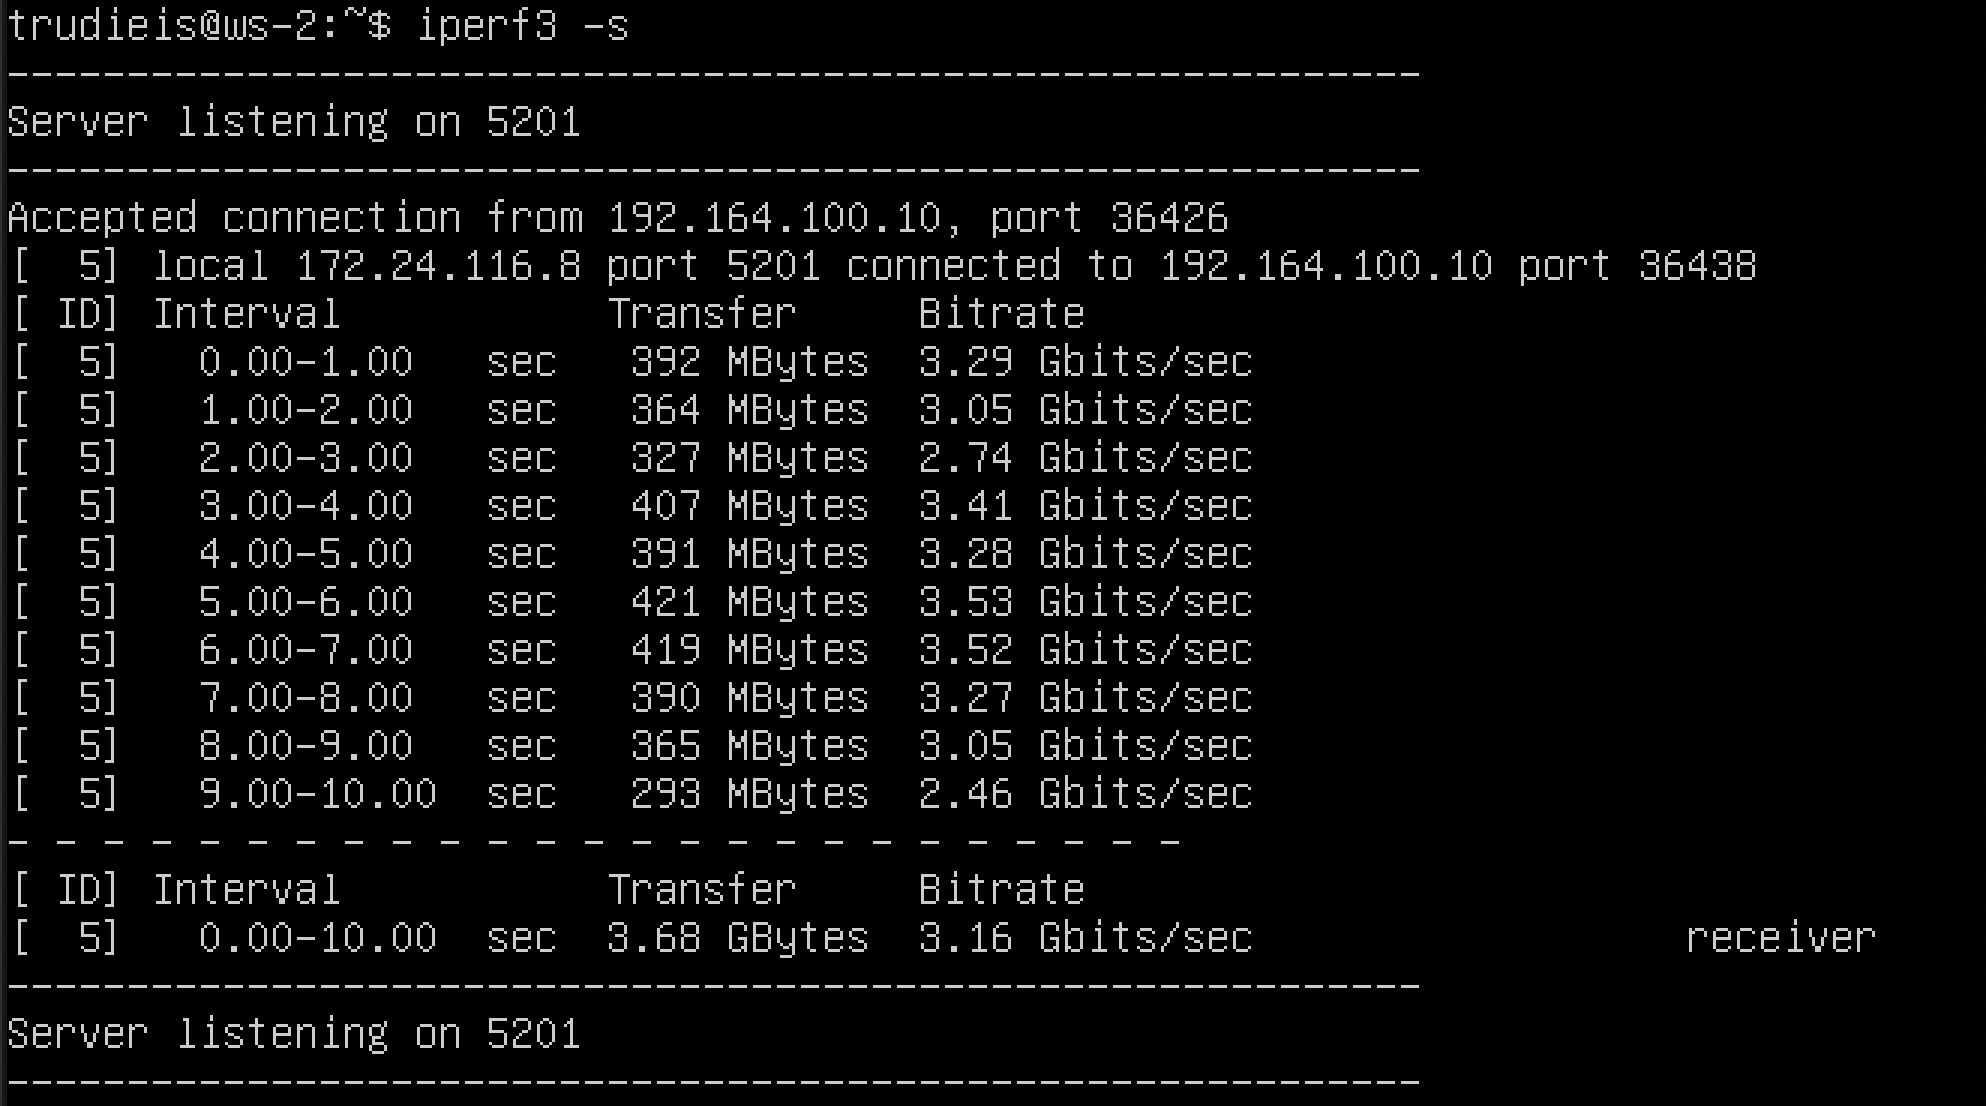 trudieis@ws-2:~$ iperf3 -s
-----------------------------------------------------------
Server listening on 5201
-----------------------------------------------------------
Accepted connection from 192.164.100.10, port 36426
[  5] local 172.24.116.8 port 5201 connected to 192.164.100.10 port 36438
[ ID] Interval           Transfer     Bitrate
[  5]   0.00-1.00   sec   392 MBytes  3.29 Gbits/sec
[  5]   1.00-2.00   sec   364 MBytes  3.05 Gbits/sec
[  5]   2.00-3.00   sec   327 MBytes  2.74 Gbits/sec
[  5]   3.00-4.00   sec   407 MBytes  3.41 Gbits/sec
[  5]   4.00-5.00   sec   391 MBytes  3.28 Gbits/sec
[  5]   5.00-6.00   sec   421 MBytes  3.53 Gbits/sec
[  5]   6.00-7.00   sec   419 MBytes  3.52 Gbits/sec
[  5]   7.00-8.00   sec   390 MBytes  3.27 Gbits/sec
[  5]   8.00-9.00   sec   365 MBytes  3.05 Gbits/sec
[  5]   9.00-10.00  sec   293 MBytes  2.46 Gbits/sec
- - - - - - - - - - - - - - - - - - - - - - - - -
[ ID] Interval           Transfer     Bitrate
[  5]   0.00-10.00  sec  3.68 GBytes  3.16 Gbits/sec                  receiver
-----------------------------------------------------------
Server listening on 5201
-----------------------------------------------------------